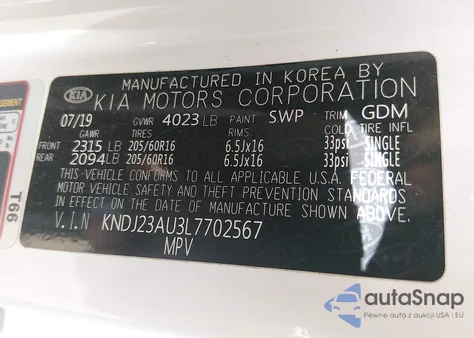 MANUFACTURED IN KOREA BY
KIA KIA MOTORS CORPORATION
07/19 GVWR 4023 LB PAINT SWP TRIM GDM
GAWR TIRES RIMS COLD TIRE INFL
FRONT 2315 LB 205/60R16 6.5Jx16 33psi SINGLE
REAR 2094 LB 205/60R16 6.5Jx16 33psi SINGLE
THIS VEHICLE CONFORMS TO ALL APPLICABLE U.S.A. FEDERAL
MOTOR VEHICLE SAFETY AND THEFT PREVENTION STANDARDS
IN EFFECT ON THE DATE OF MANUFACTURE SHOWN ABOVE.
V.I.N KNDJ23AU3L7702567
MPV
T66
autoSnap
Pewne auta z aukcji USA i EU